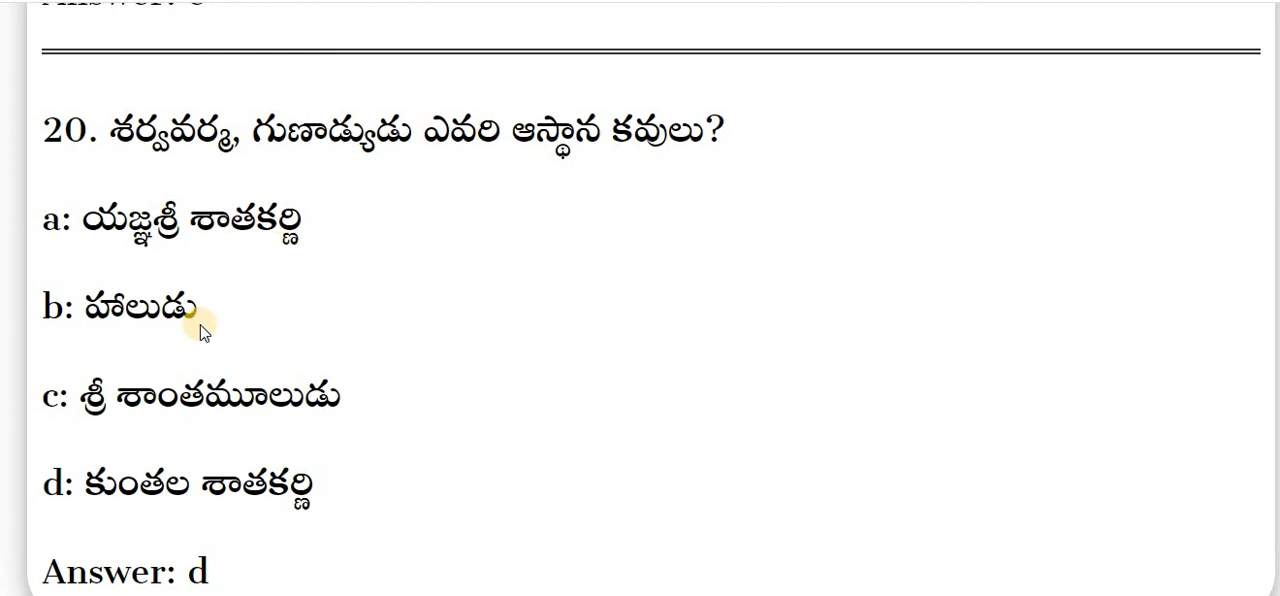 20. శర్వవర్మ, గుణాడ్యుడు ఎవరి ఆస్థాన కవులు?
a: యజ్ఞశ్రీ శాతకర్ణి
b: హాలుడు
c: శ్రీ శాంతమూలుడు
d: కుంతల శాతకర్ణి
Answer: d